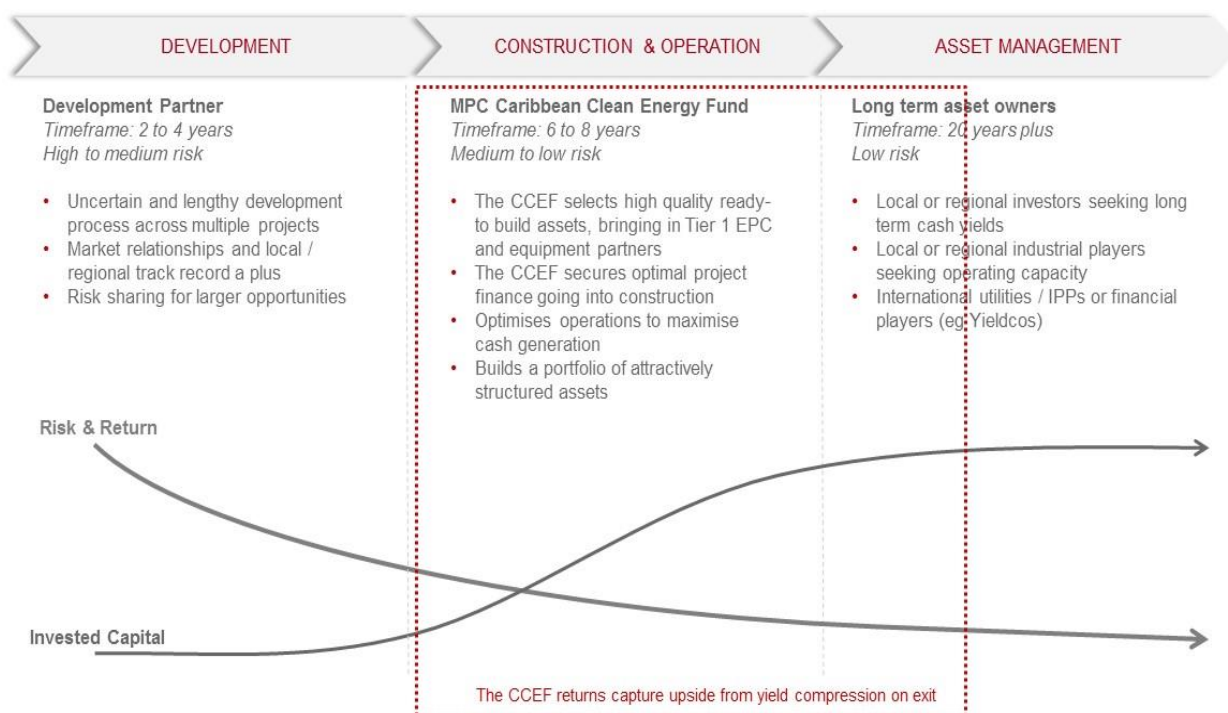 DEVELOPMENT
CONSTRUCTION & OPERATION
ASSET MANAGEMENT
Development Partner
Timeframe: 2 to 4 years
High to medium risk
• Uncertain and lengthy development
process across multiple projects
• Market relationships and local /
regional track record a plus
• Risk sharing for larger opportunities
MPC Caribbean Clean Energy Fund
Timeframe: 6 to 8 years
Medium to low risk
• The CCEF selects high quality ready-
to build assets, bringing in Tier 1 EPC
and equipment partners
• The CCEF secures optimal project
finance going into construction
• Optimises operations to maximise
cash generation
• Builds a portfolio of attractively
structured assets
Long term asset owners
Timeframe: 20 years plus
Low risk
• Local or regional investors seeking long
term cash yields
• Local or regional industrial players
seeking operating capacity
• International utilities / IPPs or financial
players (eg Yieldcos)
Risk & Return
Invested Capital
The CCEF returns capture upside from yield compression on exit